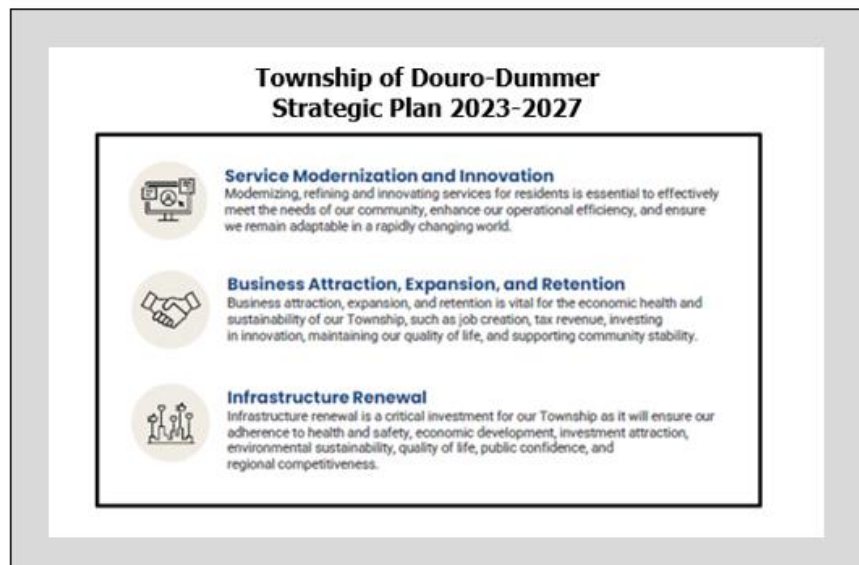 Township of Douro-Dummer
Strategic Plan 2023-2027
Service Modernization and Innovation
Modernizing, refining and innovating services for residents is essential to effectively
meet the needs of our community, enhance our operational efficiency, and ensure
we remain adaptable in a rapidly changing world.
Business Attraction, Expansion, and Retention
Business attraction, expansion, and retention is vital for the economic health and
sustainability of our Township, such as job creation, tax revenue, investing
in innovation, maintaining our quality of life, and supporting community stability.
Infrastructure Renewal
Infrastructure renewal is a critical investment for our Township as it will ensure our
adherence to health and safety, economic development, investment attraction,
environmental sustainability, quality of life, public confidence, and
regional competitiveness.